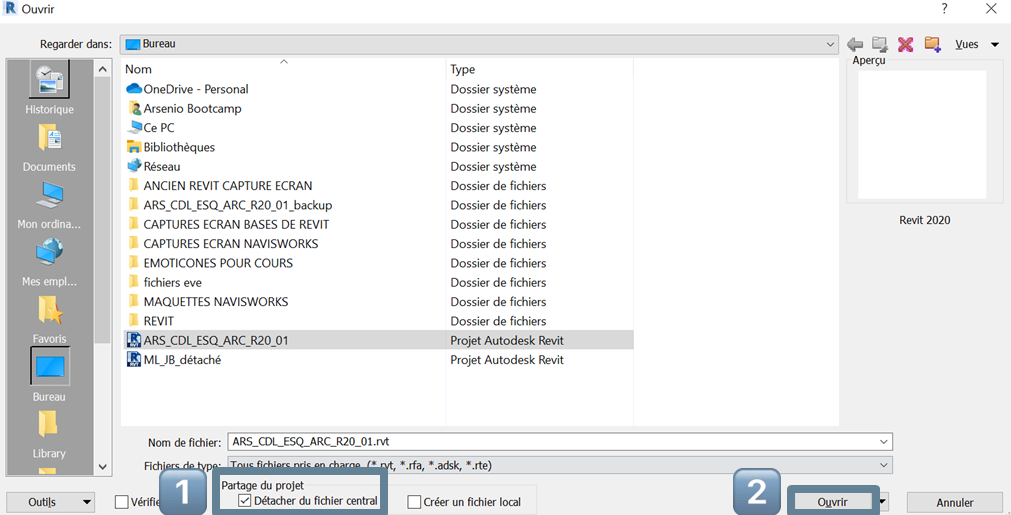 R Ouvrir ?
Regarder dans: Bureau Vues
Aperçu
Nom Type
OneDrive - Personal Dossier système
Arsenio Bootcamp Dossier système
Ce PC Dossier système
Bibliothèques Dossier système
Réseau Dossier système
ANCIEN REVIT CAPTURE ECRAN Dossier de fichiers
ARS_CDL_ESQ_ARC_R20_01_backup Dossier de fichiers
CAPTURES ECRAN BASES DE REVIT Dossier de fichiers
CAPTURES ECRAN NAVISWORKS Dossier de fichiers
EMOTICONES POUR COURS Dossier de fichiers
fichiers eve Dossier de fichiers
MAQUETTES NAVISWORKS Dossier de fichiers
REVIT Dossier de fichiers
ARS_CDL_ESQ_ARC_R20_01 Projet Autodesk Revit
ML_JB_détaché Projet Autodesk Revit
Historique
Documents
Mon ordina...
Mes empl...
Favoris
Bureau
Library
Revit 2020
Nom de fichier: ARS_CDL_ESQ_ARC_R20_01.rvt
Fichiers de type: Tous fichiers pris en charge (*.rvt, *.rfa, *.adsk, *.rte)
Partage du projet
Outils Vérifie 1 Détacher du fichier central Créer un fichier local 2 Ouvrir Annuler